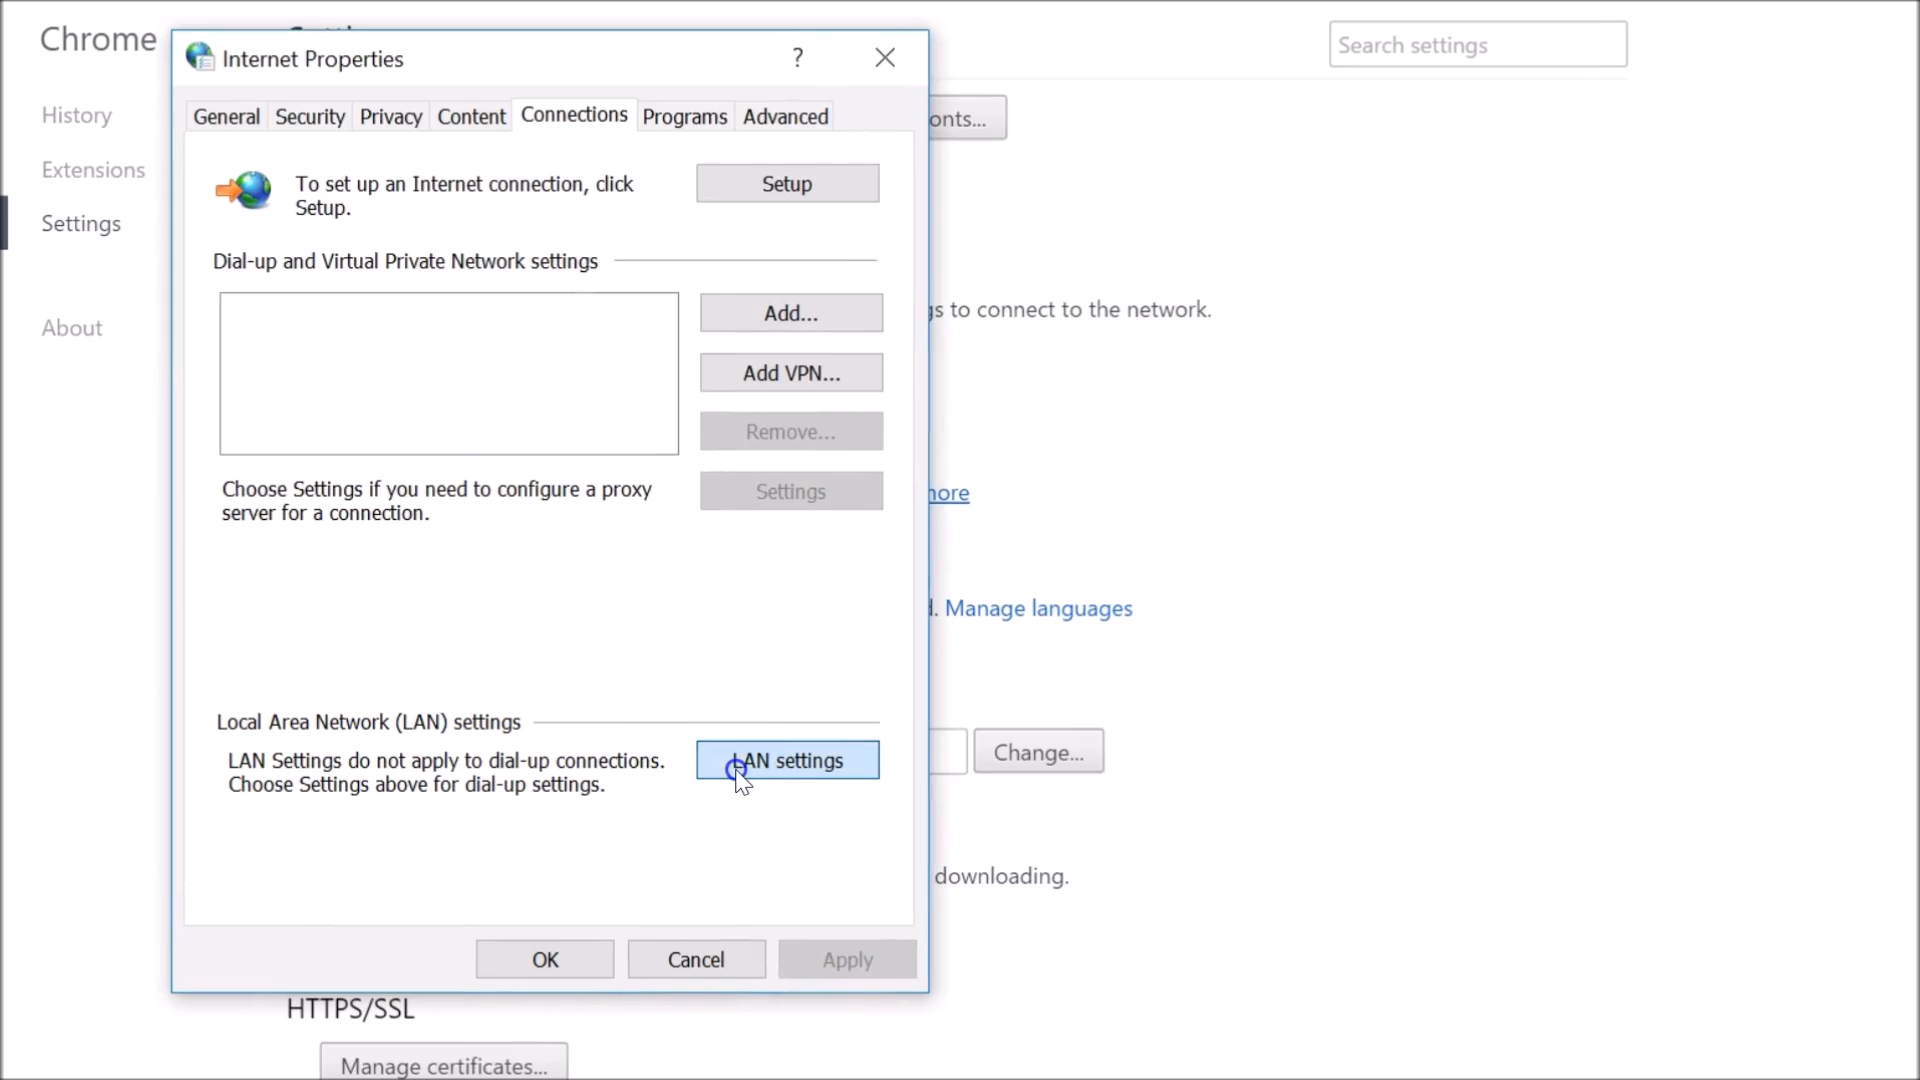 Chrome
Search settings
History
Extensions
Settings
About
Internet Properties
?
General Security Privacy Content Connections Programs Advanced
To set up an Internet connection, click
Setup.
Setup
Dial-up and Virtual Private Network settings
Add...
Add VPN...
Remove...
Choose Settings if you need to configure a proxy
server for a connection.
Settings
Local Area Network (LAN) settings
LAN Settings do not apply to dial-up connections.
Choose Settings above for dial-up settings.
LAN settings
OK Cancel Apply
onts...
gs to connect to the network.
more
d. Manage languages
Change...
downloading.
HTTPS/SSL
Manage certificates...